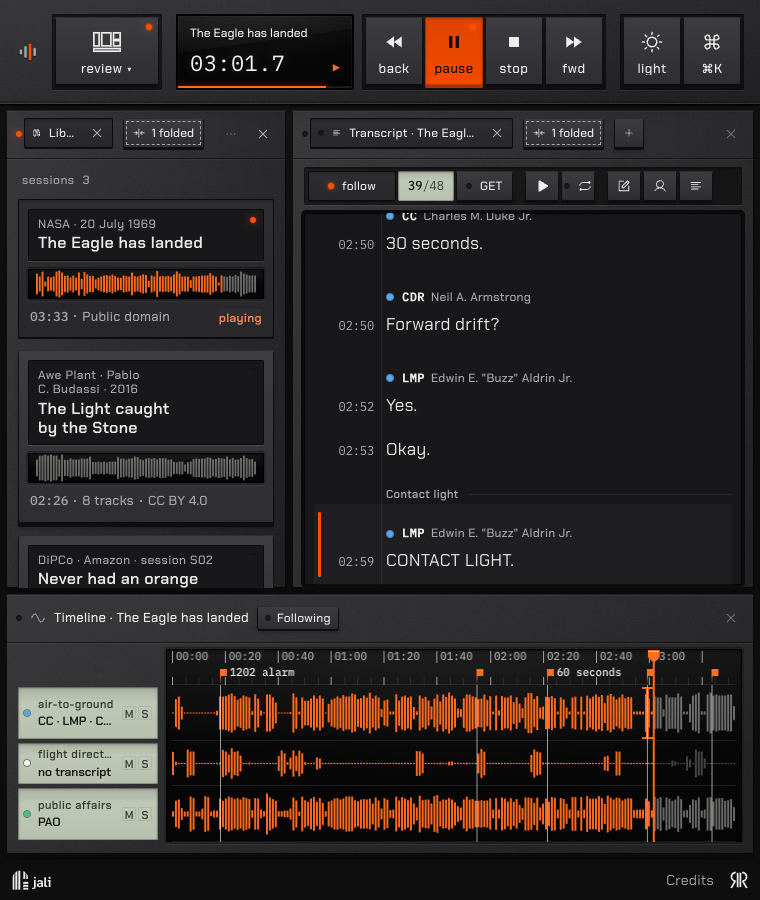 The Eagle has landed
03:01.7
review
back
pause
stop
fwd
light
⌘K
Lib...
1 folded
Transcript · The Eagl...
1 folded
sessions 3
NASA · 20 July 1969
The Eagle has landed
03:33 · Public domain
playing
Awe Plant · Pablo
C. Budassi · 2016
The Light caught
by the Stone
02:26 · 8 tracks · CC BY 4.0
DiPCo · Amazon · session S02
Never had an orange
follow
39/48
GET
CC Charles M. Duke Jr.
02:50 30 seconds.
CDR Neil A. Armstrong
02:50 Forward drift?
LMP Edwin E. "Buzz" Aldrin Jr.
02:52 Yes.
02:53 Okay.
Contact light
LMP Edwin E. "Buzz" Aldrin Jr.
02:59 CONTACT LIGHT.
Timeline · The Eagle has landed
Following
00:00 00:20 00:40 01:00 01:20 01:40 02:00 02:20 02:40 3:00
1202 alarm
60 seconds
air-to-ground
CC · LMP · C...
M S
flight direct...
no transcript
M S
public affairs
PAO
M S
jali
Credits